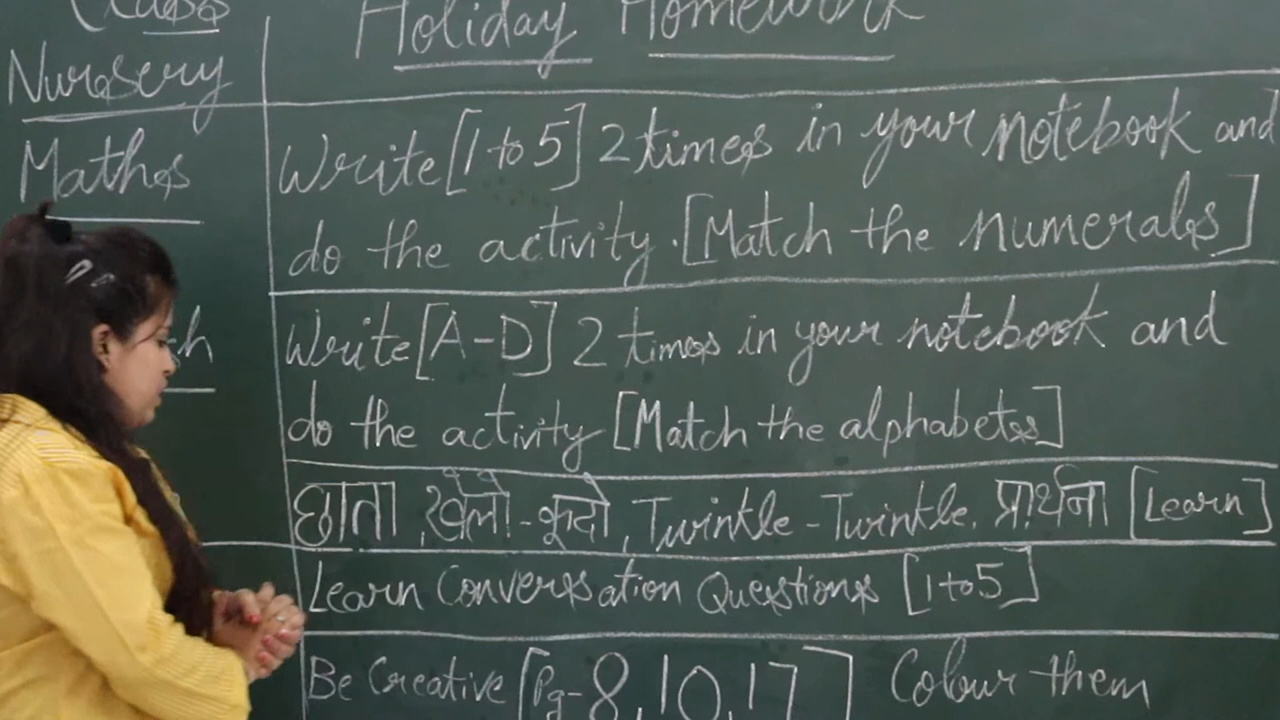 Class
Holiday Homework
Nursery
Maths
Write [1 to 5] 2 times in your notebook and
do the activity. [Match the numerals]
Write [A-D] 2 times in your notebook and
do the activity [Match the alphabets]
छाता, खेलो-कूदो, Twinkle-Twinkle, प्रार्थना [Learn]
Learn Conversation Questions [1 to 5]
Be Creative [Pg-8,10,17] Colour them